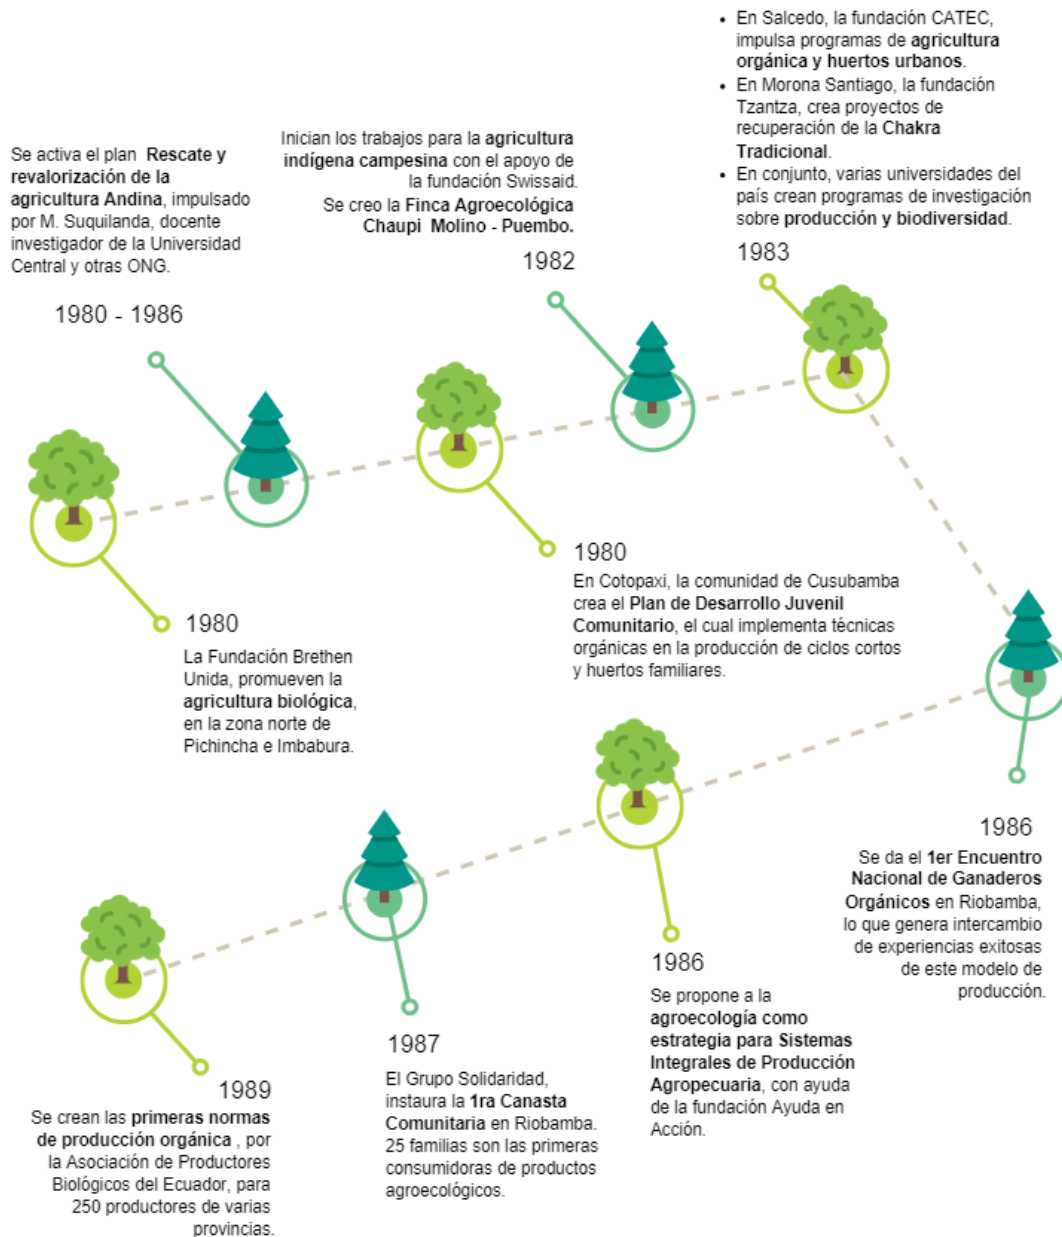 1980
La Fundación Brethen
Unida, promueven la
agricultura biológica,
en la zona norte de
Pichincha e Imbabura.
Se activa el plan Rescate y
revalorización de la
agricultura Andina, impulsado
por M. Suquilanda, docente
investigador de la Universidad
Central y otras ONG.
1980 - 1986
1980
En Cotopaxi, la comunidad de Cusubamba
crea el Plan de Desarrollo Juvenil
Comunitario, el cual implementa técnicas
orgánicas en la producción de ciclos cortos
y huertos familiares.
Inician los trabajos para la agricultura
indígena campesina con el apoyo de
la fundación Swissaid.
Se creo la Finca Agroecológica
Chaupi Molino - Puembo.
1982
• En Salcedo, la fundación CATEC,
impulsa programas de agricultura
orgánica y huertos urbanos.
• En Morona Santiago, la fundación
Tzantza, crea proyectos de
recuperación de la Chakra
Tradicional.
• En conjunto, varias universidades del
país crean programas de investigación
sobre producción y biodiversidad.
1983
1986
Se da el 1er Encuentro
Nacional de Ganaderos
Orgánicos en Riobamba,
lo que genera intercambio
de experiencias exitosas
de este modelo de
producción.
1986
Se propone a la
agroecología como
estrategia para Sistemas
Integrales de Producción
Agropecuaria, con ayuda
de la fundación Ayuda en
Acción.
1987
El Grupo Solidaridad,
instaura la 1ra Canasta
Comunitaria en Riobamba.
25 familias son las primeras
consumidoras de productos
agroecológicos.
1989
Se crean las primeras normas
de producción orgánica , por
la Asociación de Productores
Biológicos del Ecuador, para
250 productores de varias
provincias.